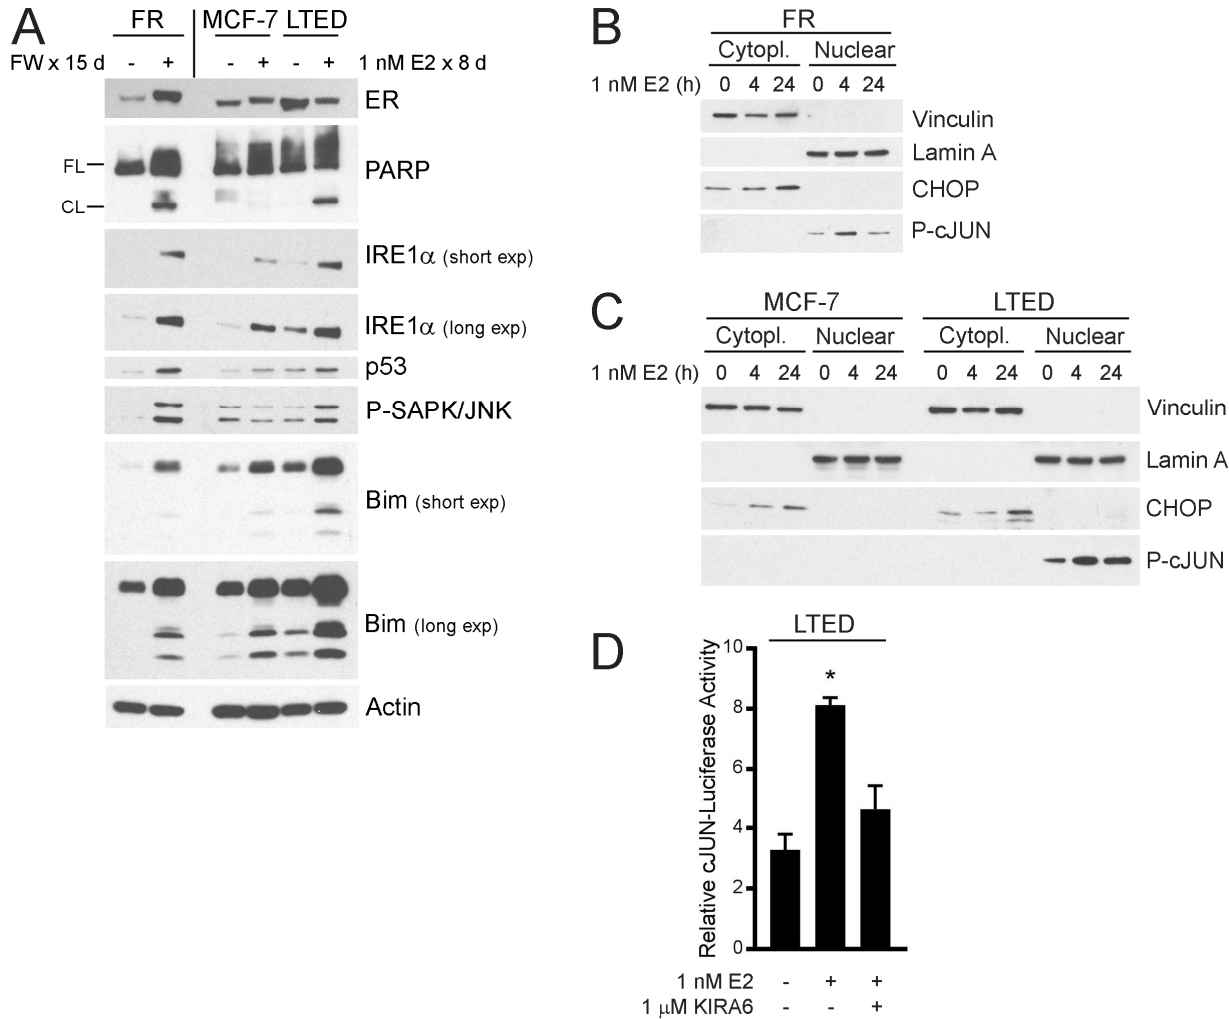 A
FR MCF-7 LTED
FW x 15 d - + - + - + 1 nM E2 x 8 d
ER
FL
PARP
CL
IRE1α (short exp)
IRE1α (long exp)
p53
P-SAPK/JNK
Bim (short exp)
Bim (long exp)
Actin
B
FR
Cytopl. Nuclear
1 nM E2 (h) 0 4 24 0 4 24
Vinculin
Lamin A
CHOP
P-cJUN
C
MCF-7 LTED
Cytopl. Nuclear Cytopl. Nuclear
1 nM E2 (h) 0 4 24 0 4 24 0 4 24 0 4 24
Vinculin
Lamin A
CHOP
P-cJUN
D
LTED
Relative cJUN-Luciferase Activity
10
*
8
6
4
2
0
1 nM E2 - + +
1 μM KIRA6 - - +